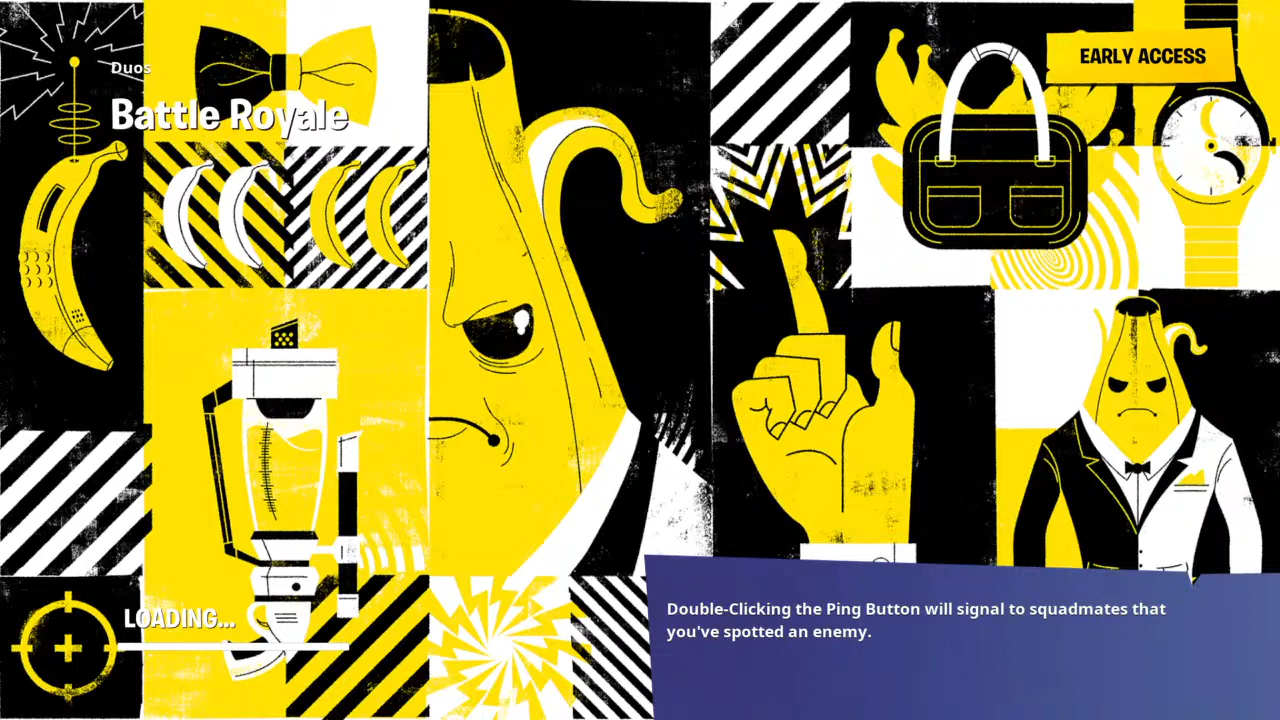 Duos
Battle Royale
EARLY ACCESS
LOADING...
Double-Clicking the Ping Button will signal to squadmates that
you've spotted an enemy.